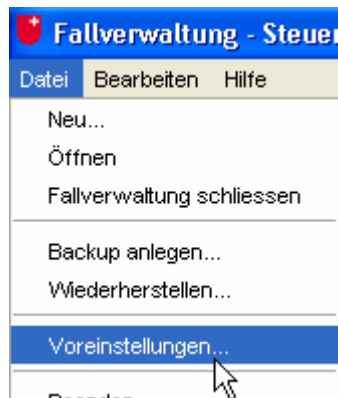 Fallverwaltung - Steuer
Datei Bearbeiten Hilfe
Neu...
Öffnen
Fallverwaltung schliessen
Backup anlegen...
Wiederherstellen...
Voreinstellungen...